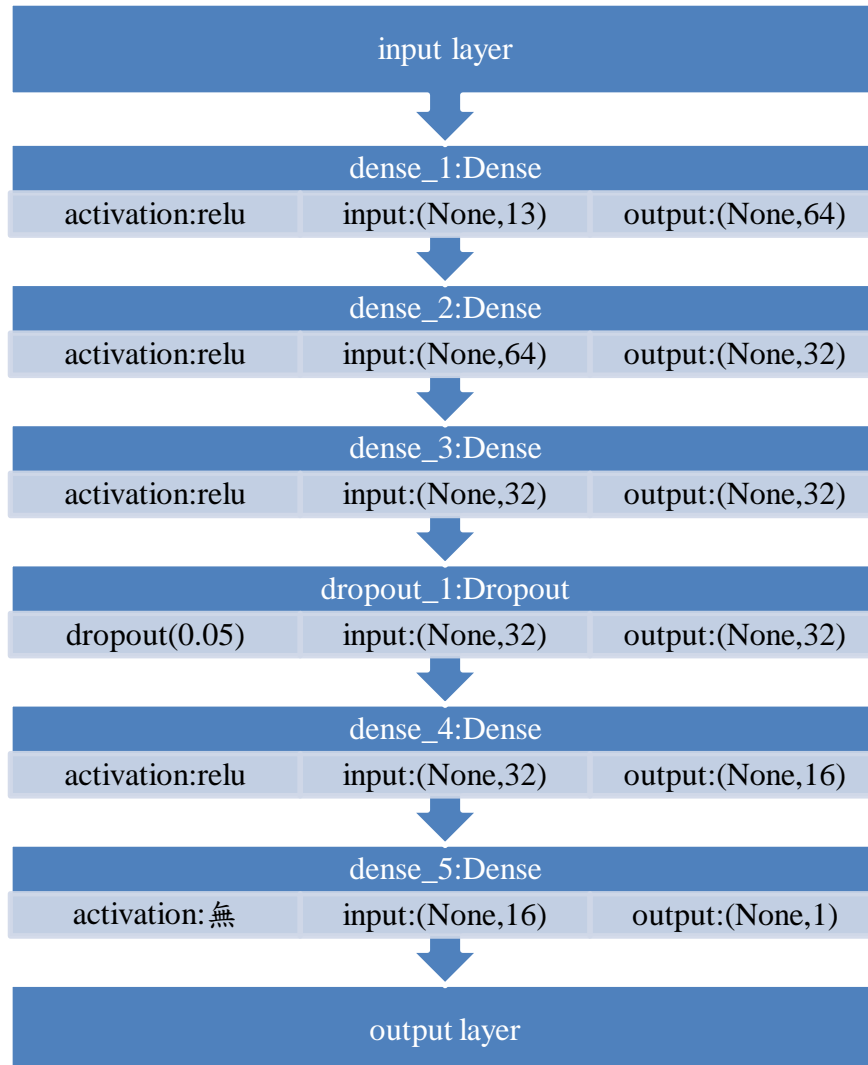 input layer
dense_1:Dense
activation:relu input:(None,13) output:(None,64)
dense_2:Dense
activation:relu input:(None,64) output:(None,32)
dense_3:Dense
activation:relu input:(None,32) output:(None,32)
dropout_1:Dropout
dropout(0.05) input:(None,32) output:(None,32)
dense_4:Dense
activation:relu input:(None,32) output:(None,16)
dense_5:Dense
activation:無 input:(None,16) output:(None,1)
output layer